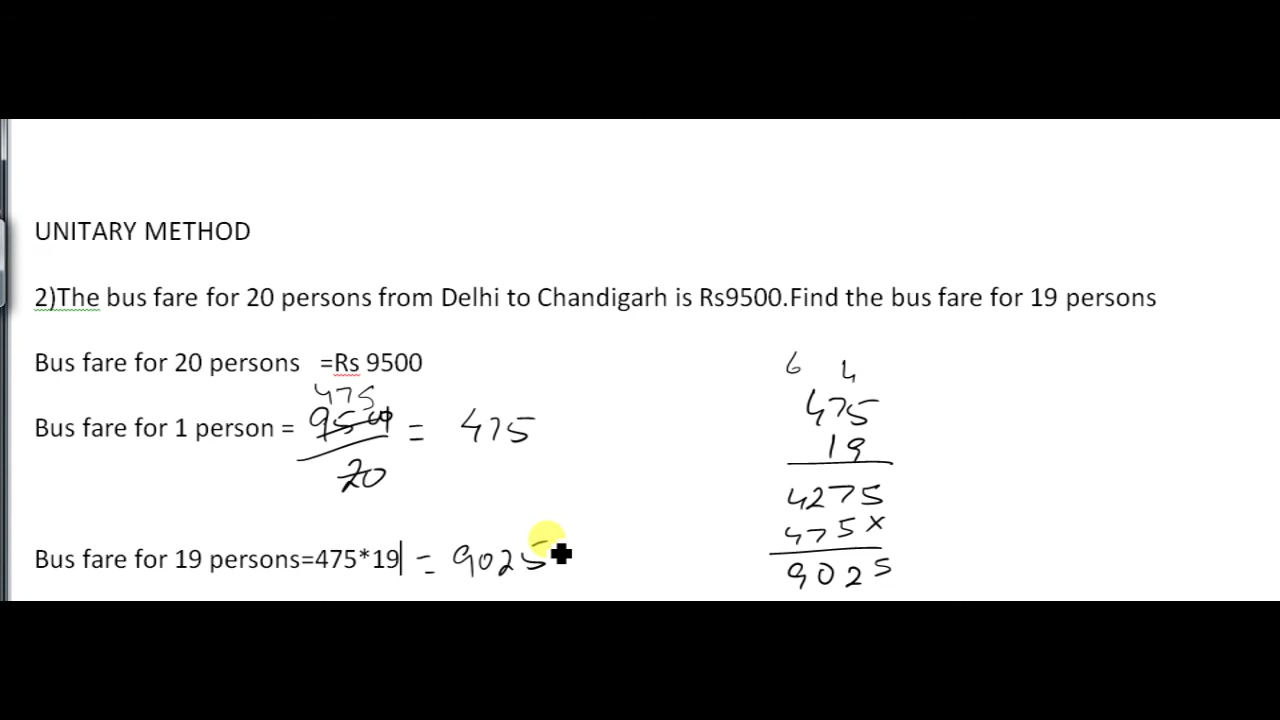 UNITARY METHOD
2)The bus fare for 20 persons from Delhi to Chandigarh is Rs9500.Find the bus fare for 19 persons
Bus fare for 20 persons =Rs 9500
475
Bus fare for 1 person = 9500 = 475
20
Bus fare for 19 persons=475*19 = 9025
6 4
475
19
4275
475x
9025